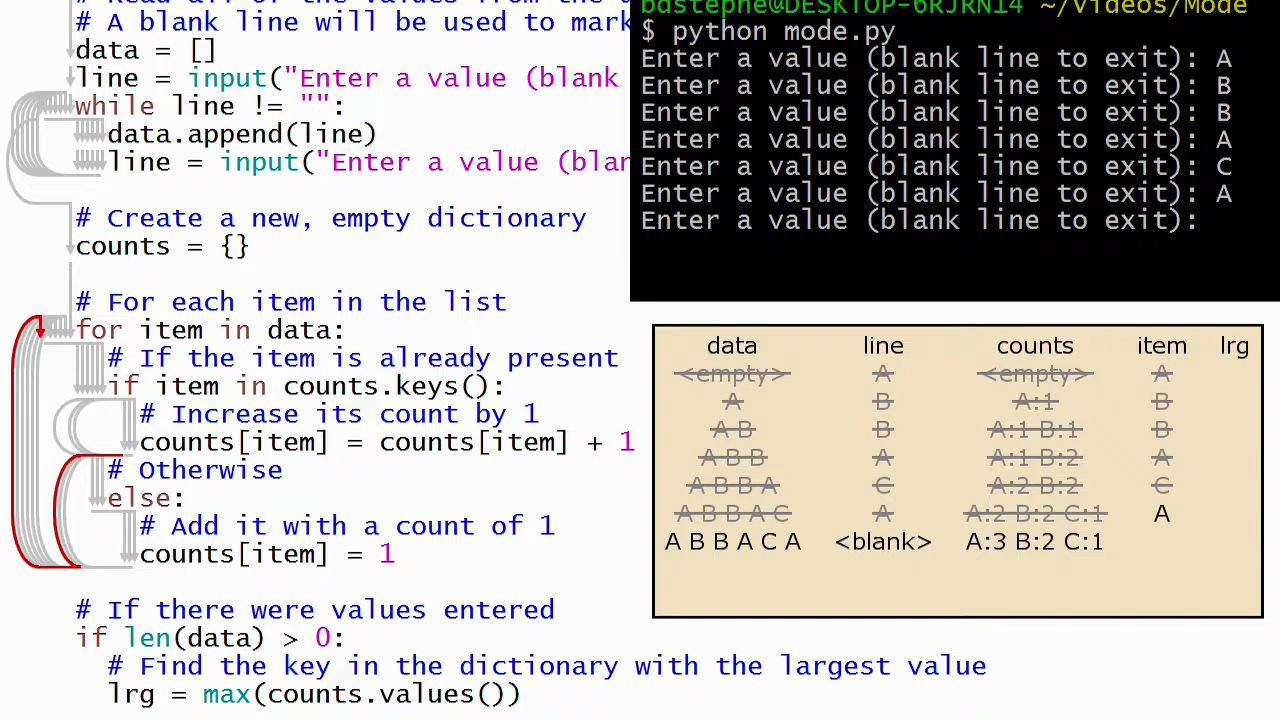 # A blank line will be used to mark
data = []
line = input("Enter a value (blank
while line != "":
data.append(line)
line = input("Enter a value (blan
# Create a new, empty dictionary
counts = {}
# For each item in the list
for item in data:
# If the item is already present
if item in counts.keys():
# Increase its count by 1
counts[item] = counts[item] + 1
# Otherwise
else:
# Add it with a count of 1
counts[item] = 1
# If there were values entered
if len(data) > 0:
# Find the key in the dictionary with the largest value
lrg = max(counts.values())
bdstephe@DESKTOP-6RJRNI4 ~/Videos/Mode
$ python mode.py
Enter a value (blank line to exit): A
Enter a value (blank line to exit): B
Enter a value (blank line to exit): B
Enter a value (blank line to exit): A
Enter a value (blank line to exit): C
Enter a value (blank line to exit): A
Enter a value (blank line to exit):
data line counts item lrg
<empty> A <empty> A
A B A:1 B
A B B A:1 B:1 B
A B B A A:1 B:2 A
A B B A C A:2 B:2 C
A B B A C A A:2 B:2 C:1 A
A B B A C A <blank> A:3 B:2 C:1